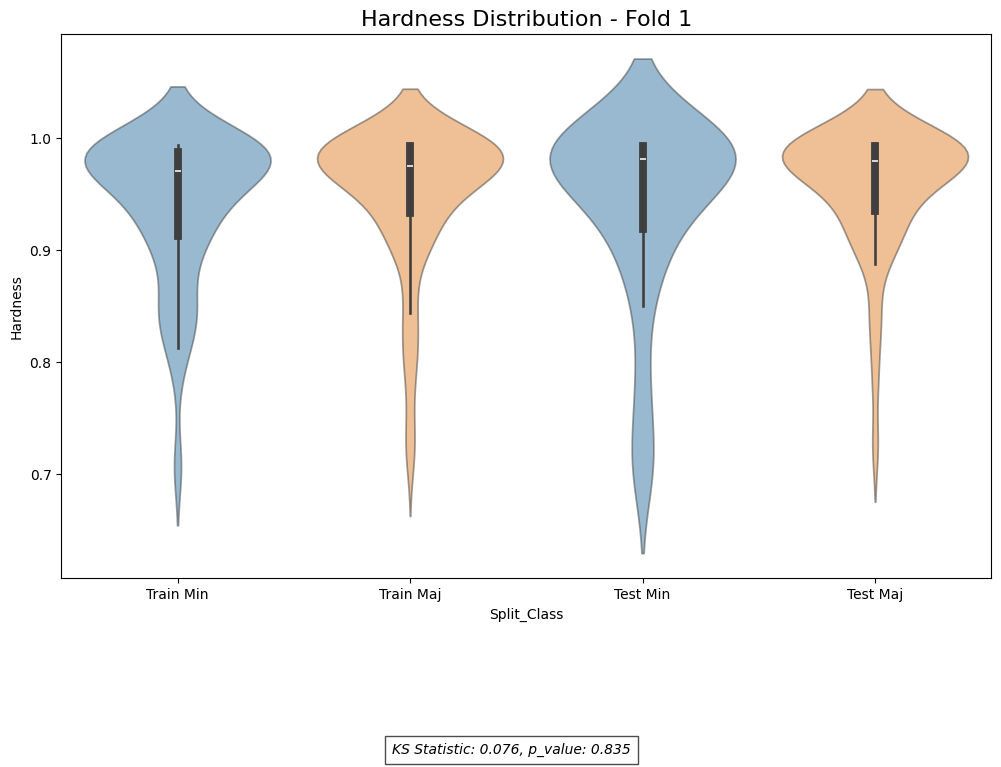 Hardness Distribution - Fold 1
Hardness
1.0
0.9
0.8
0.7
Train Min
Train Maj
Test Min
Test Maj
Split_Class
KS Statistic: 0.076, p_value: 0.835